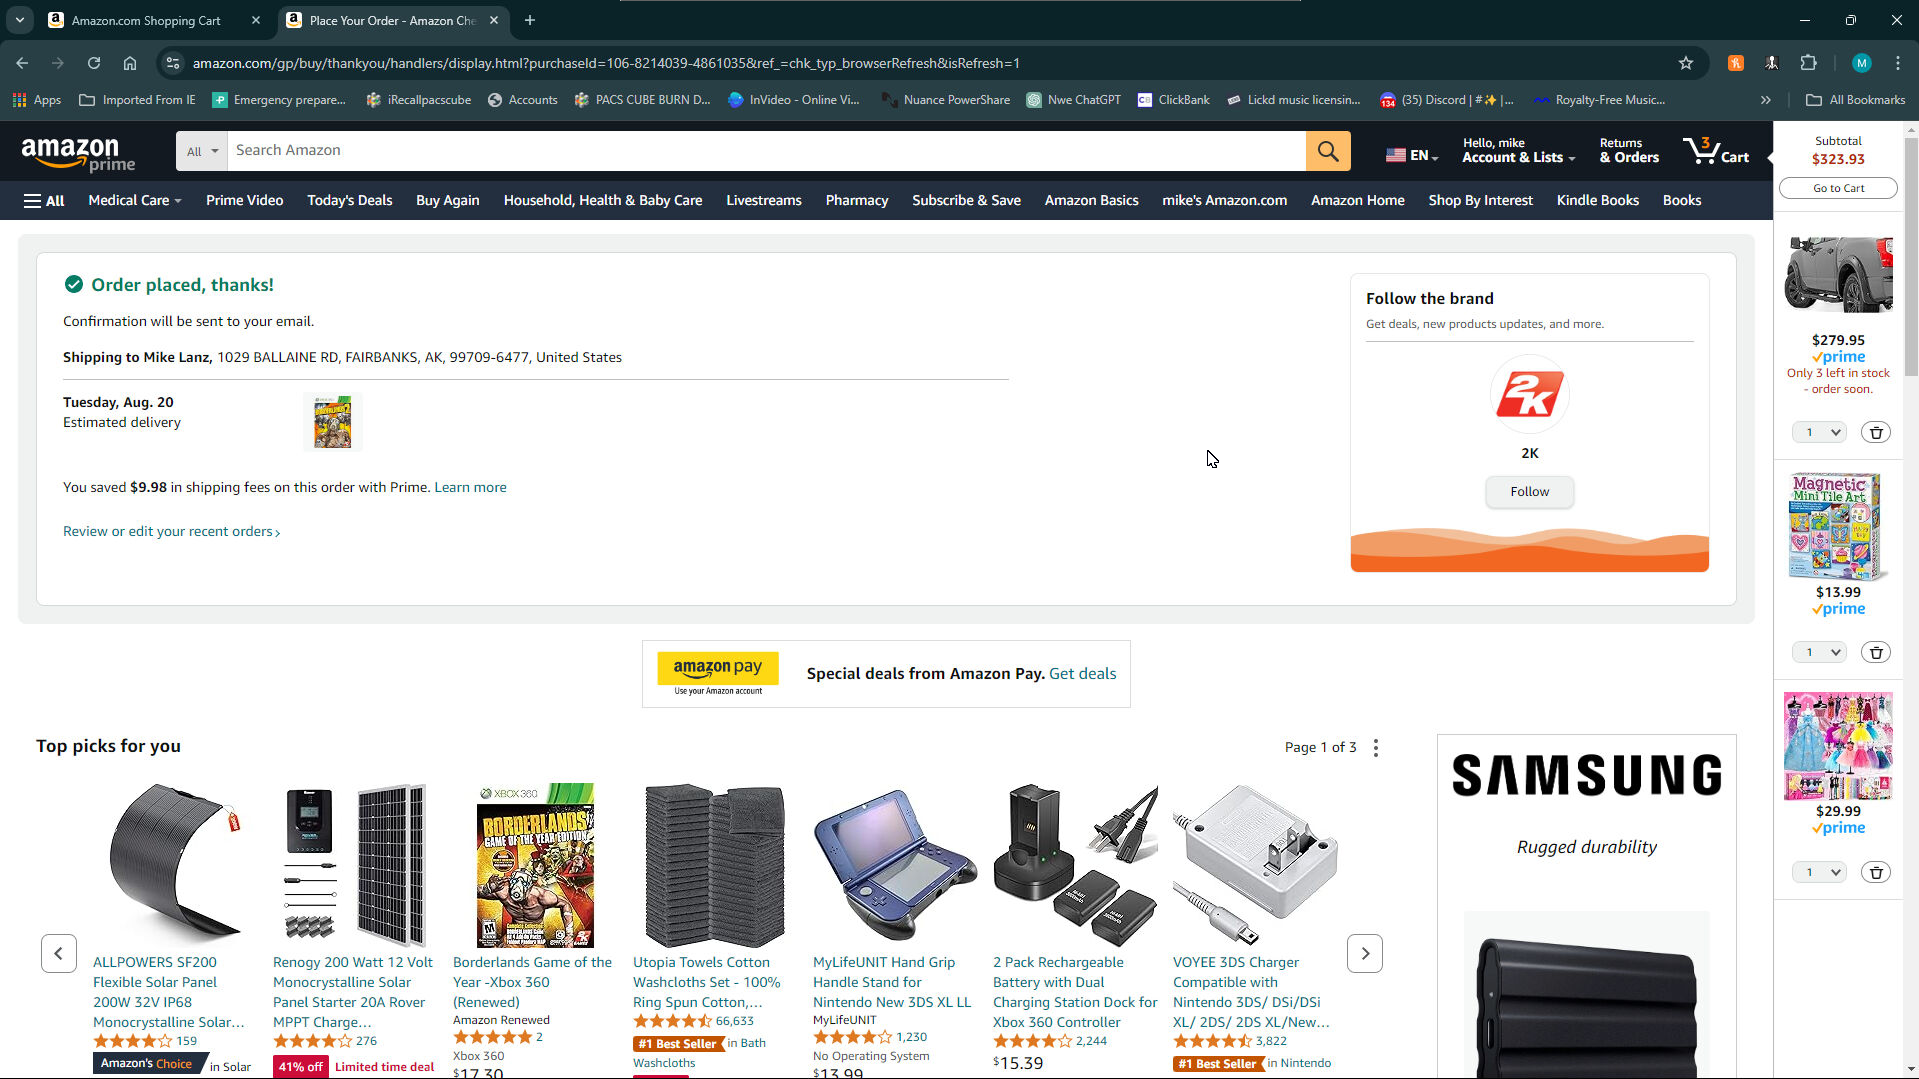 Amazon.com Shopping Cart
Place Your Order - Amazon Che
amazon.com/gp/buy/thankyou/handlers/display.html?purchaseId=106-8214039-4861035&ref_=chk_typ_browserRefresh&isRefresh=1
M
Apps
Imported From IE
Emergency prepare...
iRecallpacscube
Accounts
PACS CUBE BURN D...
InVideo - Online Vi...
Nuance PowerShare
Nwe ChatGPT
ClickBank
Lickd music licensin...
134
(35) Discord | #✨ |...
Royalty-Free Music...
»
All Bookmarks
amazon prime
All
Search Amazon
EN
Hello, mike
Account & Lists
Returns
& Orders
3
Cart
Subtotal
$323.93
Go to Cart
All
Medical Care
Prime Video
Today's Deals
Buy Again
Household, Health & Baby Care
Livestreams
Pharmacy
Subscribe & Save
Amazon Basics
mike's Amazon.com
Amazon Home
Shop By Interest
Kindle Books
Books
Order placed, thanks!
Confirmation will be sent to your email.
Shipping to Mike Lanz, 1029 BALLAINE RD, FAIRBANKS, AK, 99709-6477, United States
Tuesday, Aug. 20
Estimated delivery
You saved $9.98 in shipping fees on this order with Prime. Learn more
Review or edit your recent orders ›
Follow the brand
Get deals, new products updates, and more.
2K
2K
Follow
$279.95
prime
Only 3 left in stock
- order soon.
1
Magnetic
Mini Tile Art
$13.99
prime
1
$29.99
prime
1
amazon pay
Use your Amazon account
Special deals from Amazon Pay. Get deals
Top picks for you
Page 1 of 3
ALLPOWERS SF200
Flexible Solar Panel
200W 32V IP68
Monocrystalline Solar...
159
Amazon's Choice in Solar
Renogy 200 Watt 12 Volt
Monocrystalline Solar
Panel Starter 20A Rover
MPPT Charge...
276
41% off Limited time deal
XBOX 360
BORDERLANDS
GAME OF THE YEAR EDITION
2K
Borderlands Game of the
Year -Xbox 360
(Renewed)
Amazon Renewed
2
Xbox 360
$17.30
Utopia Towels Cotton
Washcloths Set - 100%
Ring Spun Cotton,...
66,633
#1 Best Seller in Bath
Washcloths
MyLifeUNIT Hand Grip
Handle Stand for
Nintendo New 3DS XL LL
MyLifeUNIT
1,230
No Operating System
$13.99
2 Pack Rechargeable
Battery with Dual
Charging Station Dock for
Xbox 360 Controller
2,244
$15.39
VOYEE 3DS Charger
Compatible with
Nintendo 3DS/ DSi/DSi
XL/ 2DS/ 2DS XL/New...
3,822
#1 Best Seller in Nintendo
SAMSUNG
Rugged durability